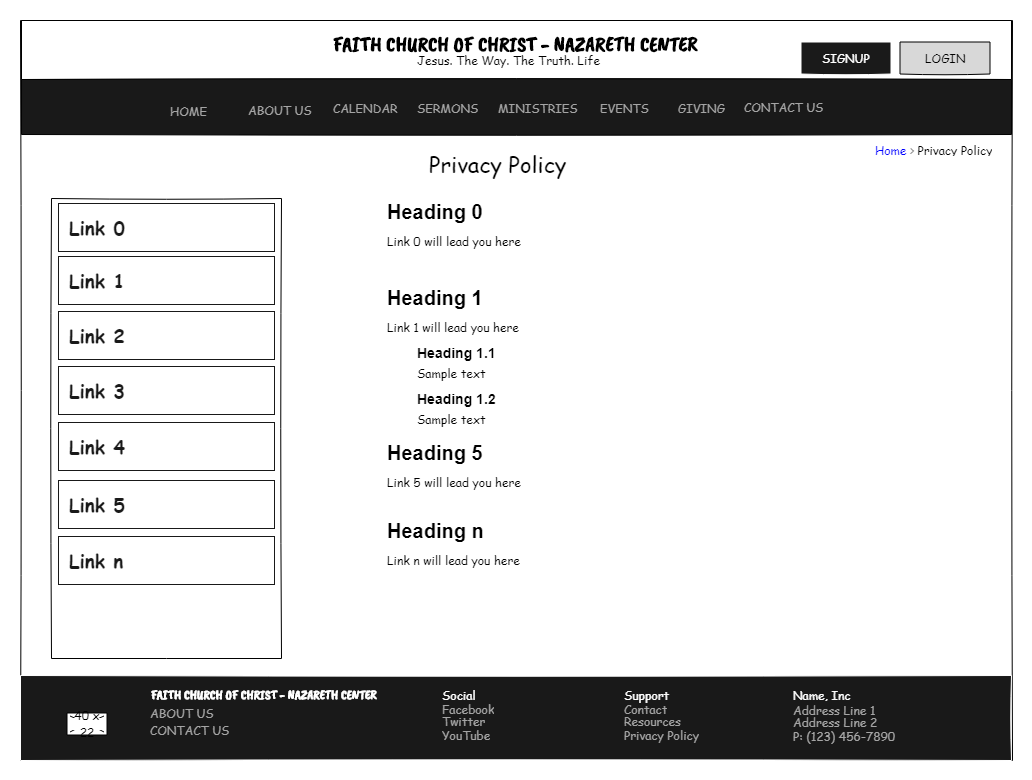 FAITH CHURCH OF CHRIST - NAZARETH CENTER
Jesus. The Way. The Truth. Life
SIGNUP
LOGIN
HOME ABOUT US CALENDAR SERMONS MINISTRIES EVENTS GIVING CONTACT US
Home > Privacy Policy
Privacy Policy
Link 0
Link 1
Link 2
Link 3
Link 4
Link 5
Link n
Heading 0
Link 0 will lead you here
Heading 1
Link 1 will lead you here
Heading 1.1
Sample text
Heading 1.2
Sample text
Heading 5
Link 5 will lead you here
Heading n
Link n will lead you here
40 x
22
FAITH CHURCH OF CHRIST - NAZARETH CENTER
ABOUT US
CONTACT US
Social
Facebook
Twitter
YouTube
Support
Contact
Resources
Privacy Policy
Name, Inc
Address Line 1
Address Line 2
P: (123) 456-7890